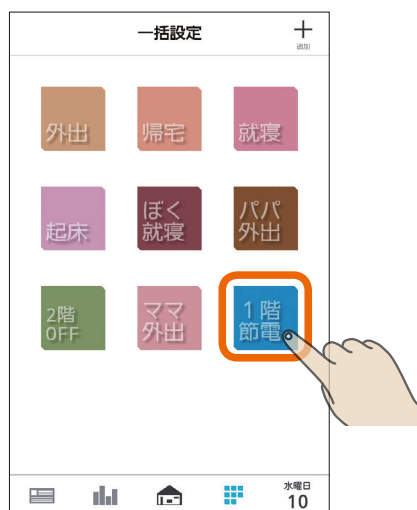 一括設定
追加
外出
帰宅
就寝
起床
ぼく
就寝
パパ
外出
2階
OFF
ママ
外出
1階
節電
水曜日
10